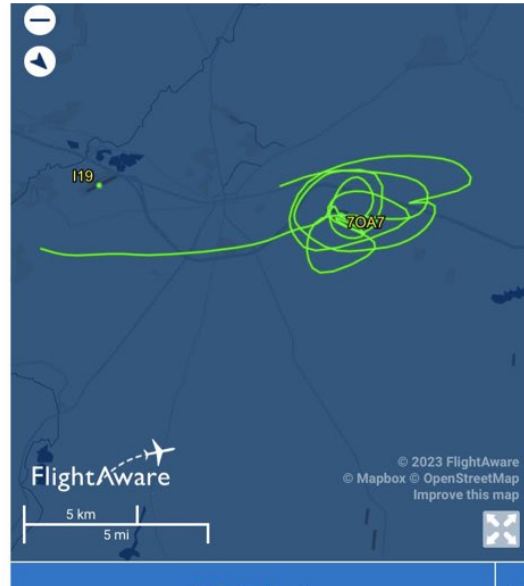 I19
7OA7
FlightAware
5 km
5 mi
© 2023 FlightAware
© Mapbox © OpenStreetMap
Improve this map